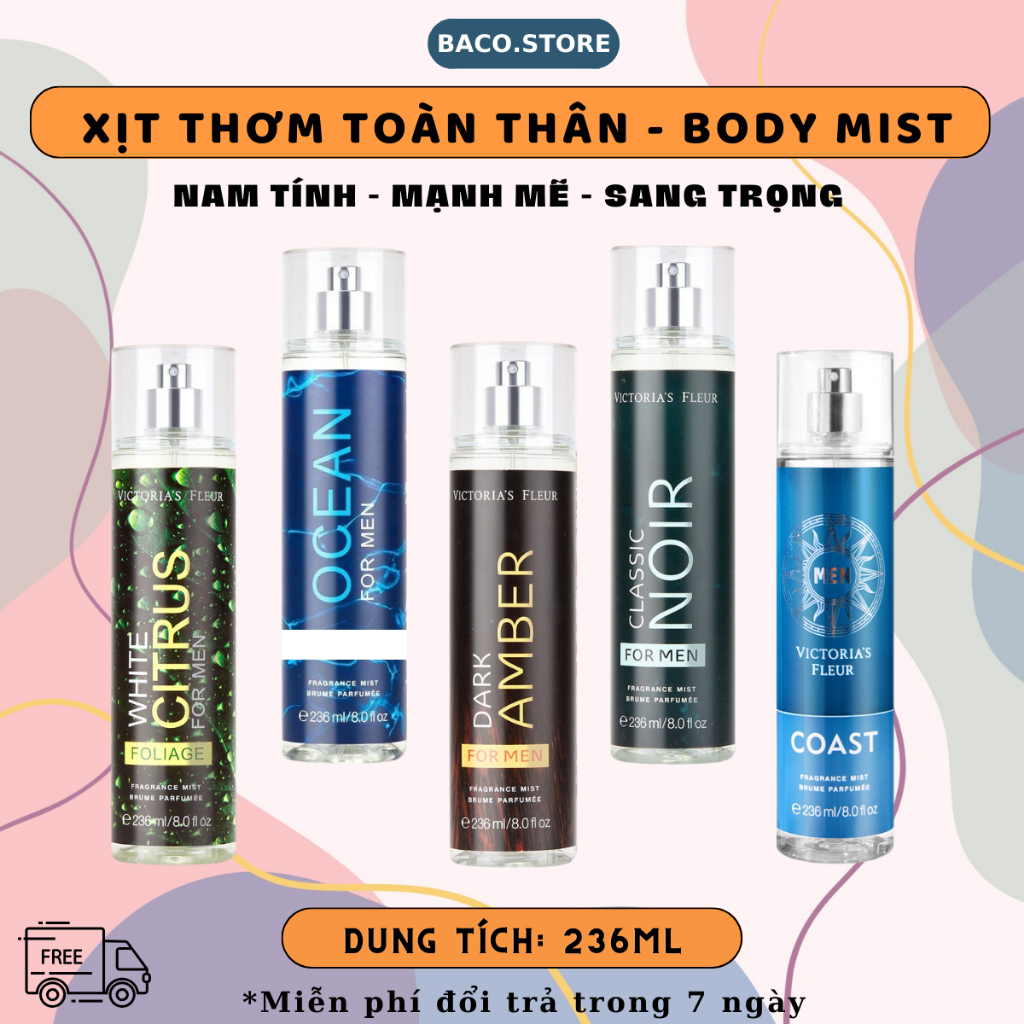 BACO.STORE
XỊT THƠM TOÀN THÂN - BODY MIST
NAM TÍNH - MẠNH MẼ - SANG TRỌNG
VICTORIA'S FLEUR
WHITE
CITRUS
FOR MEN
FOLIAGE
FRAGRANCE MIST
BRUME PARFUMÉE
℮236 ml/8.0 fl oz
OCEAN
FOR MEN
FRAGRANCE MIST
BRUME PARFUMÉE
℮236 ml/8.0 fl oz
VICTORIA'S FLEUR
DARK
AMBER
FOR MEN
FRAGRANCE MIST
BRUME PARFUMÉE
℮236 ml/8.0 fl oz
VICTORIA'S FLEUR
CLASSIC
NOIR
FOR MEN
FRAGRANCE MIST
BRUME PARFUMÉE
℮236 ml/8.0 fl oz
MEN
VICTORIA'S
FLEUR
COAST
FRAGRANCE MIST
BRUME PARFUMÉE
℮236 ml/8.0 fl oz
DUNG TÍCH: 236ML
FREE
*Miễn phí đổi trả trong 7 ngày